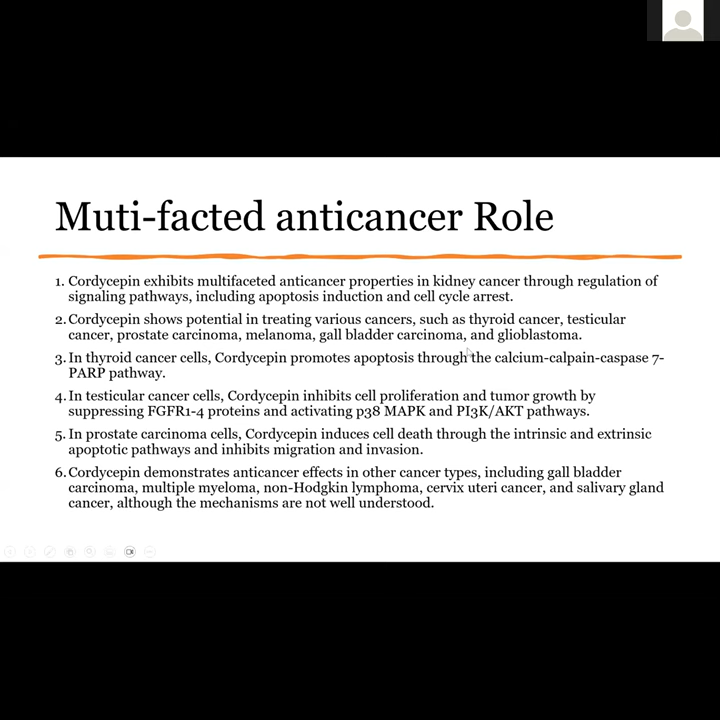 Muti-facted anticancer Role
1. Cordycepin exhibits multifaceted anticancer properties in kidney cancer through regulation of
signaling pathways, including apoptosis induction and cell cycle arrest.
2. Cordycepin shows potential in treating various cancers, such as thyroid cancer, testicular
cancer, prostate carcinoma, melanoma, gall bladder carcinoma, and glioblastoma.
3. In thyroid cancer cells, Cordycepin promotes apoptosis through the calcium-calpain-caspase 7-
PARP pathway.
4. In testicular cancer cells, Cordycepin inhibits cell proliferation and tumor growth by
suppressing FGFR1-4 proteins and activating p38 MAPK and PI3K/AKT pathways.
5. In prostate carcinoma cells, Cordycepin induces cell death through the intrinsic and extrinsic
apoptotic pathways and inhibits migration and invasion.
6. Cordycepin demonstrates anticancer effects in other cancer types, including gall bladder
carcinoma, multiple myeloma, non-Hodgkin lymphoma, cervix uteri cancer, and salivary gland
cancer, although the mechanisms are not well understood.